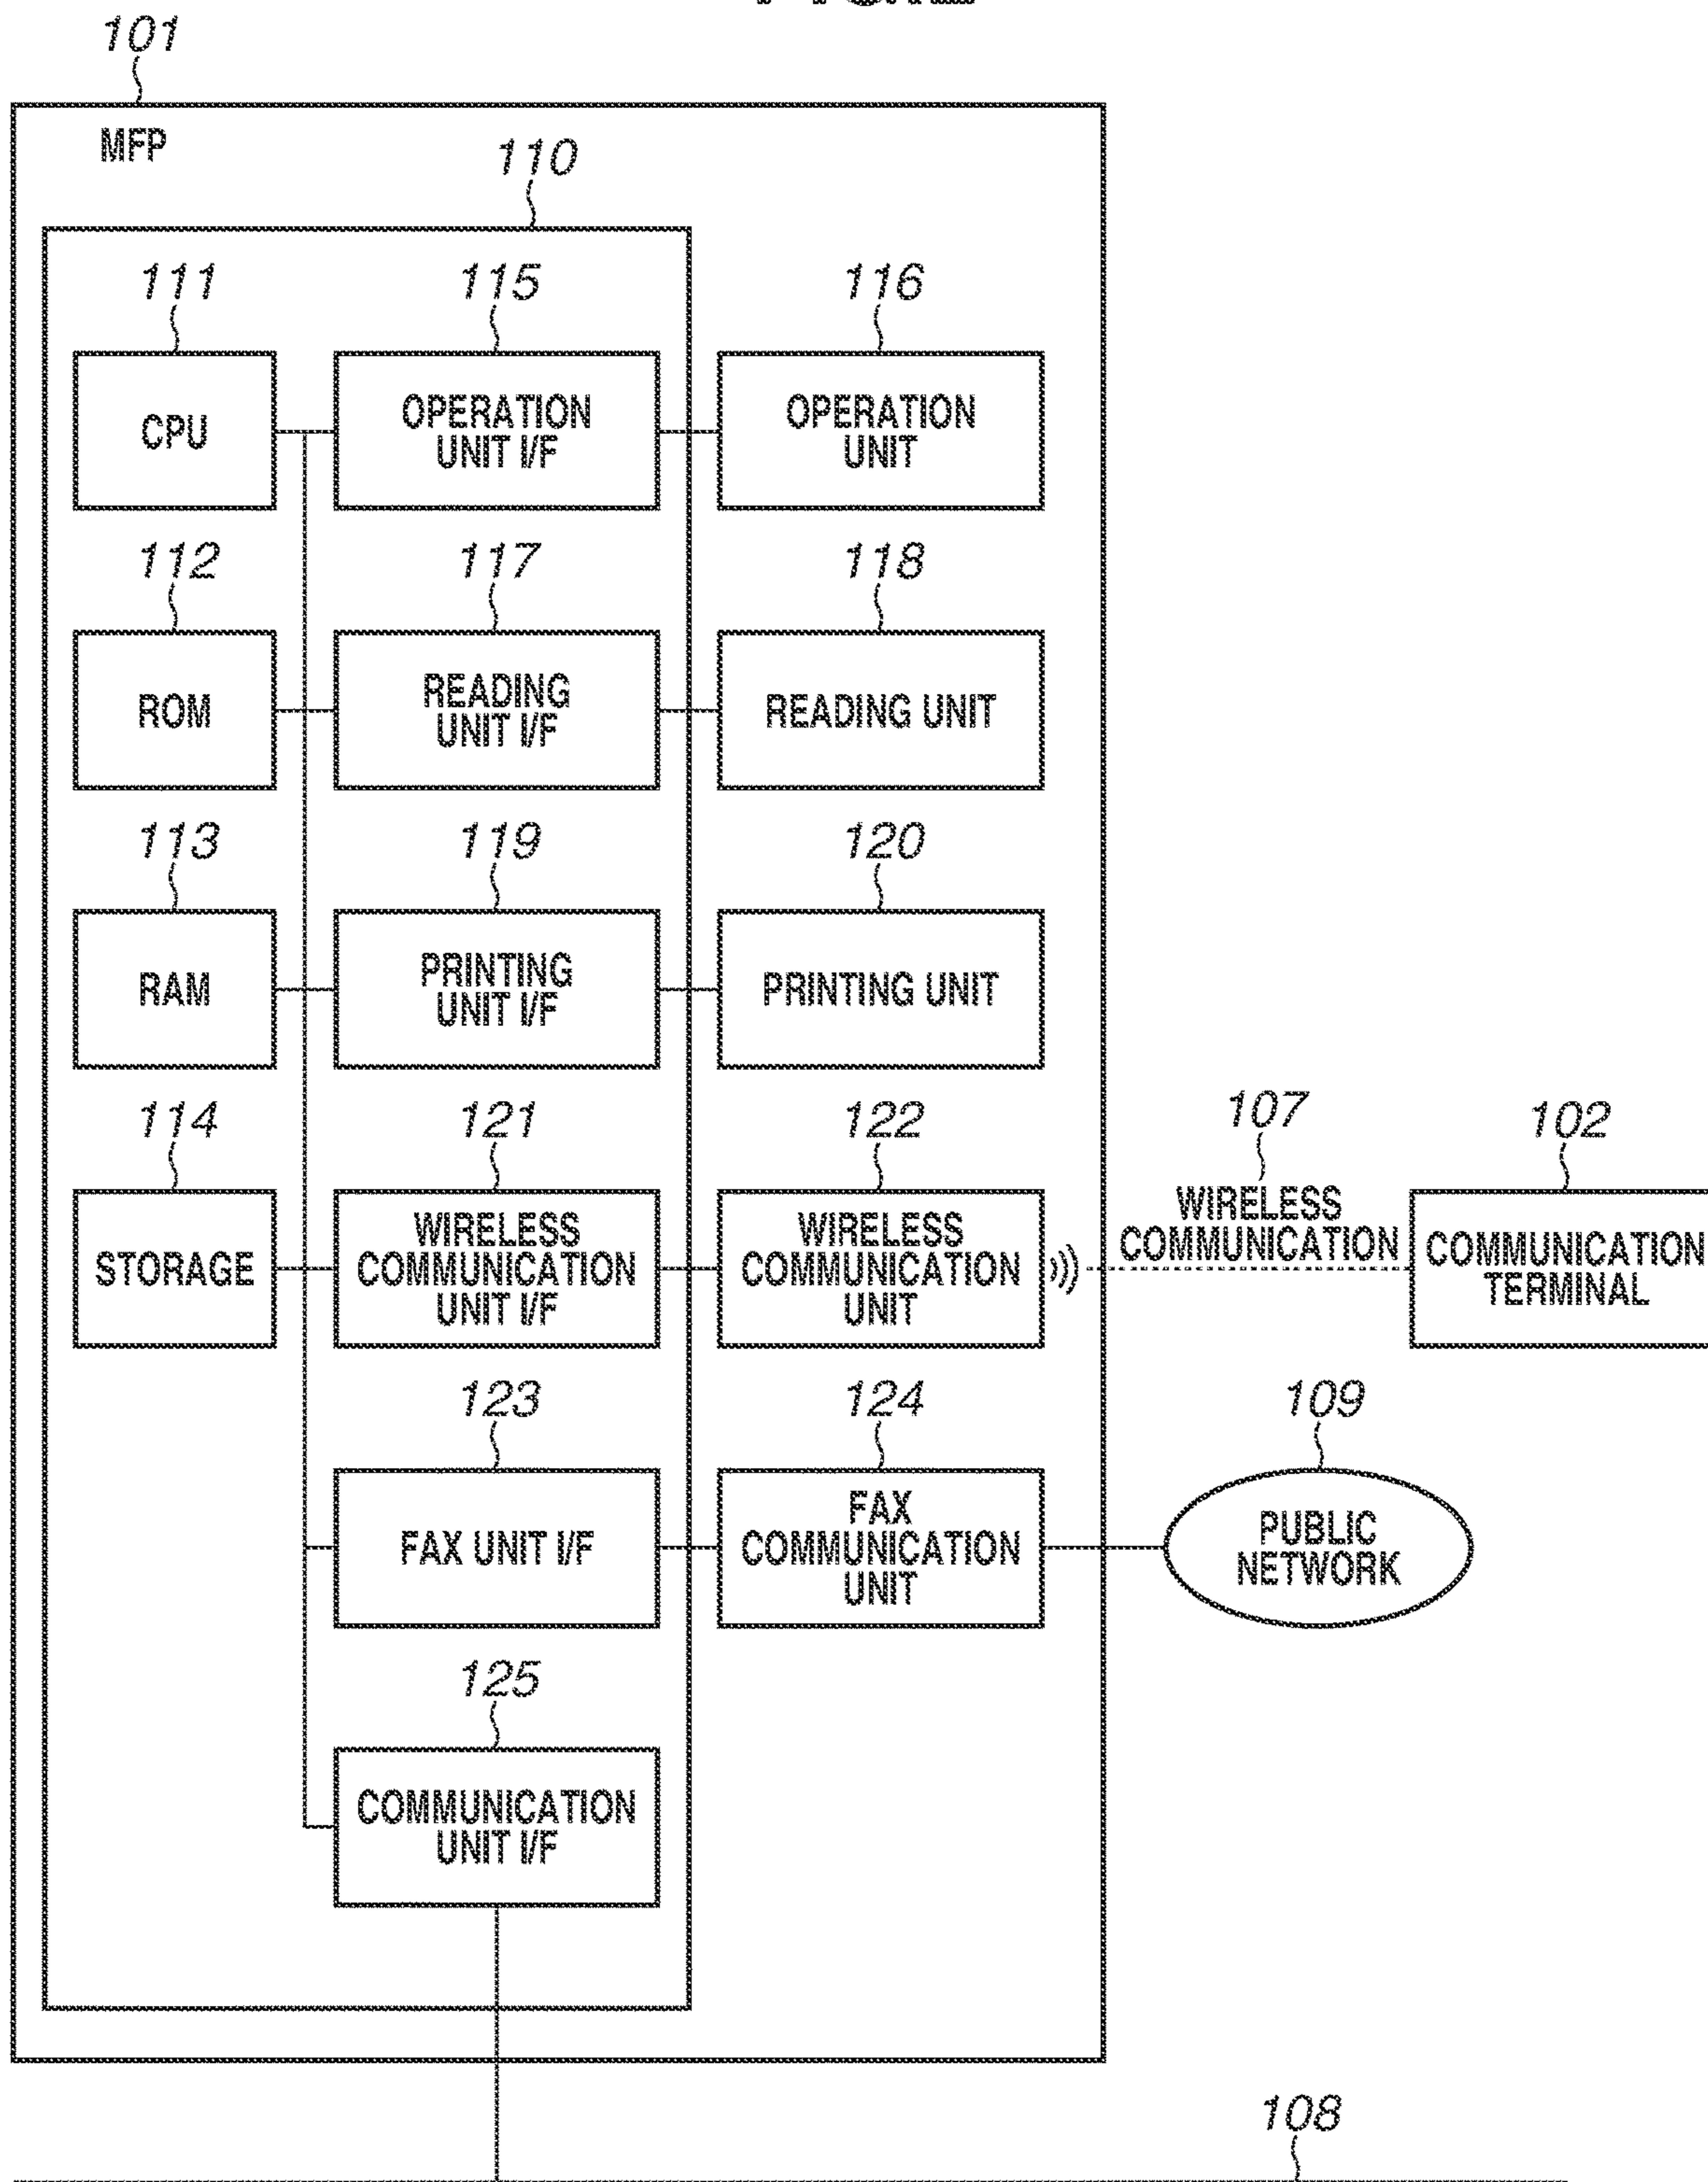 101
MFP
110
111
115
116
CPU
OPERATION
UNIT I/F
OPERATION
UNIT
112
117
118
ROM
READING
UNIT I/F
READING UNIT
113
119
120
RAM
PRINTING
UNIT I/F
PRINTING UNIT
114
121
122
107
102
STORAGE
WIRELESS
COMMUNICATION
UNIT I/F
WIRELESS
COMMUNICATION
UNIT
WIRELESS
COMMUNICATION
COMMUNICATION
TERMINAL
123
124
109
FAX UNIT I/F
FAX
COMMUNICATION
UNIT
PUBLIC
NETWORK
125
COMMUNICATION
UNIT I/F
108